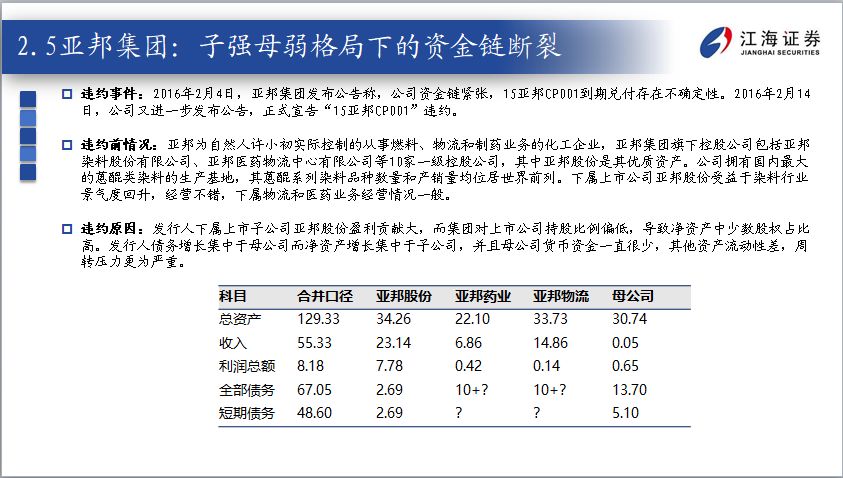 2.5亚邦集团：子强母弱格局下的资金链断裂
江海证券
JIANGHAI SECURITIES
违约事件：2016年2月4日，亚邦集团发布公告称，公司资金链紧张，15亚邦CP001到期兑付存在不确定性。2016年2月14
日，公司又进一步发布公告，正式宣告“15亚邦CP001”违约。
违约前情况：亚邦为自然人许小初实际控制的从事燃料、物流和制药业务的化工企业，亚邦集团旗下控股公司包括亚邦
染料股份有限公司、亚邦医药物流中心有限公司等10家一级控股公司，其中亚邦股份是其优质资产。公司拥有国内最大
的蒽醌类染料的生产基地，其蒽醌系列染料品种数量和产销量均位居世界前列。下属上市公司亚邦股份受益于染料行业
景气度回升，经营不错，下属物流和医药业务经营情况一般。
违约原因：发行人下属上市子公司亚邦股份盈利贡献大，而集团对上市公司持股比例偏低，导致净资产中少数股权占比
高。发行人债务增长集中于母公司而净资产增长集中于子公司，并且母公司货币资金一直很少，其他资产流动性差，周
转压力更为严重。
科目 合并口径 亚邦股份 亚邦药业 亚邦物流 母公司
总资产 129.33 34.26 22.10 33.73 30.74
收入 55.33 23.14 6.86 14.86 0.05
利润总额 8.18 7.78 0.42 0.14 0.65
全部债务 67.05 2.69 10+? 10+? 13.70
短期债务 48.60 2.69 ? ? 5.10